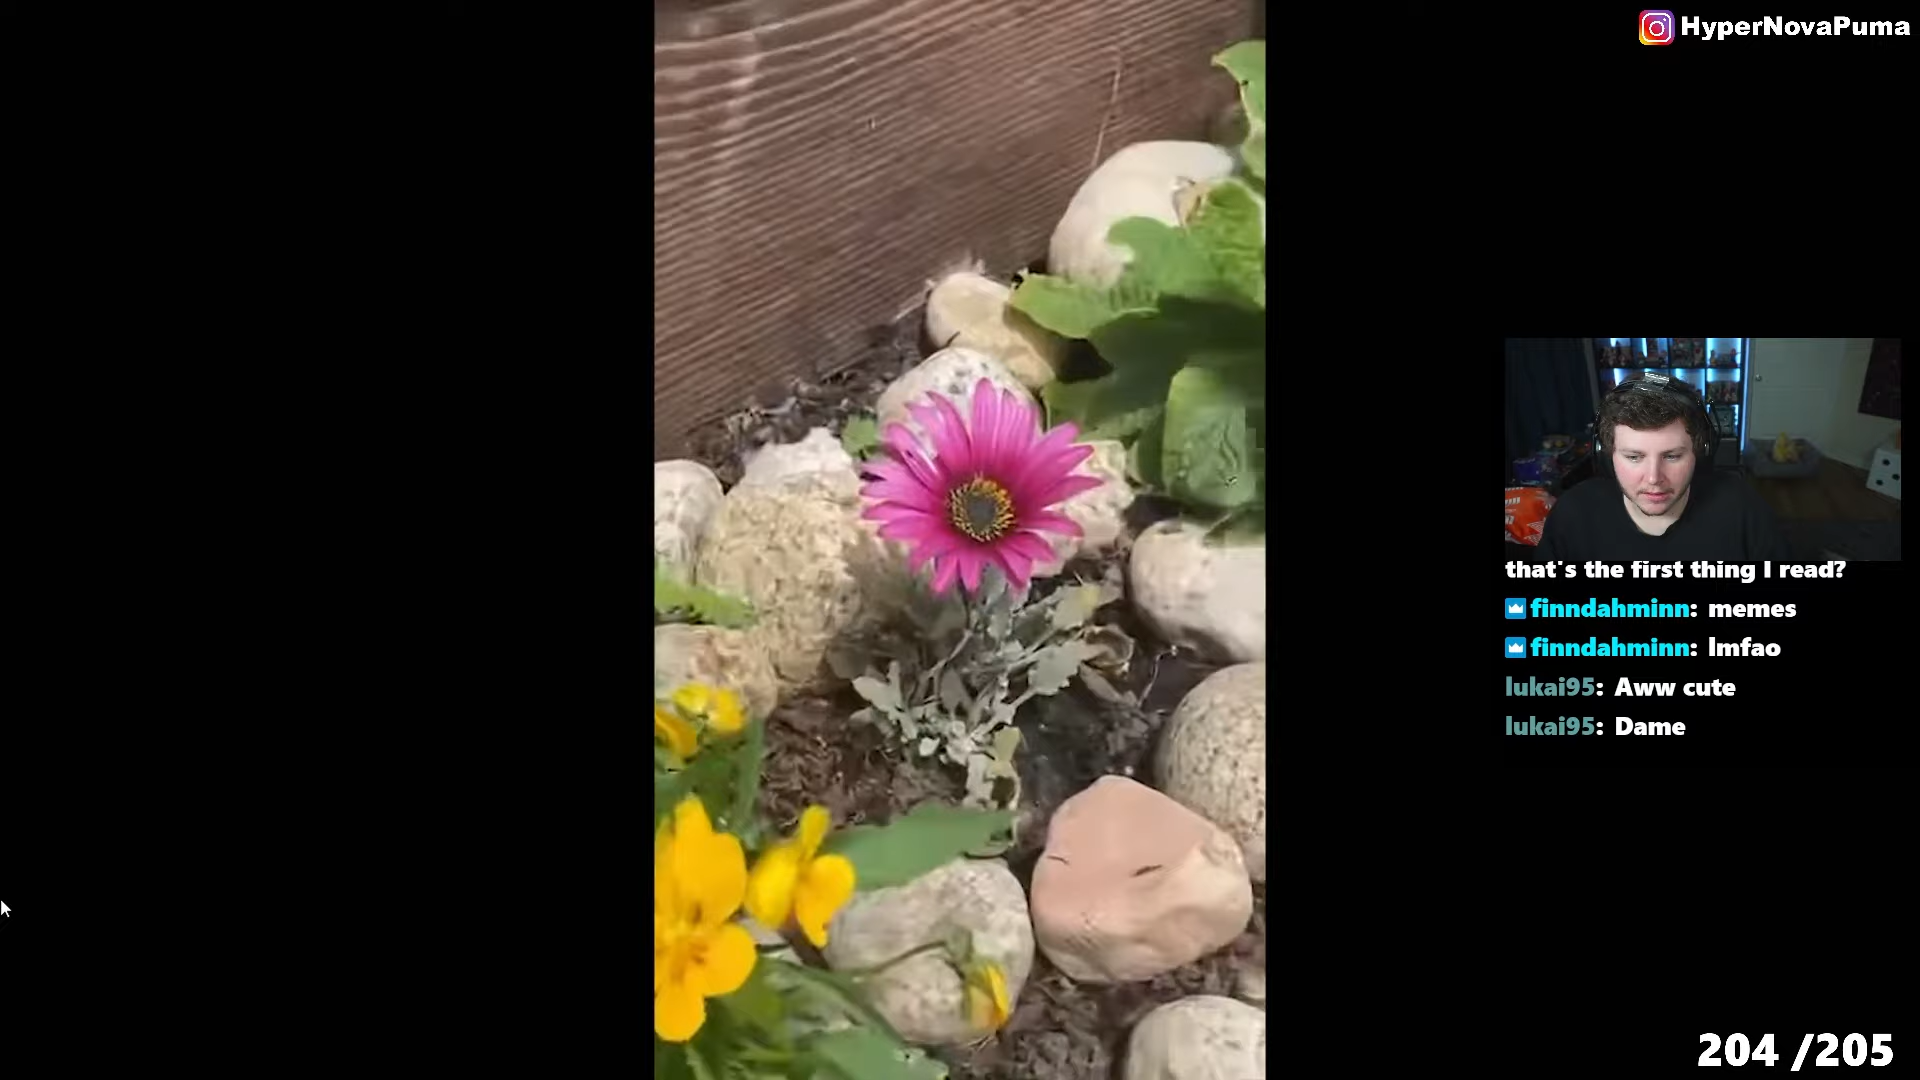 HyperNovaPuma
that's the first thing I read?
finndahminn: memes
finndahminn: lmfao
lukai95: Aww cute
lukai95: Dame
204 /205